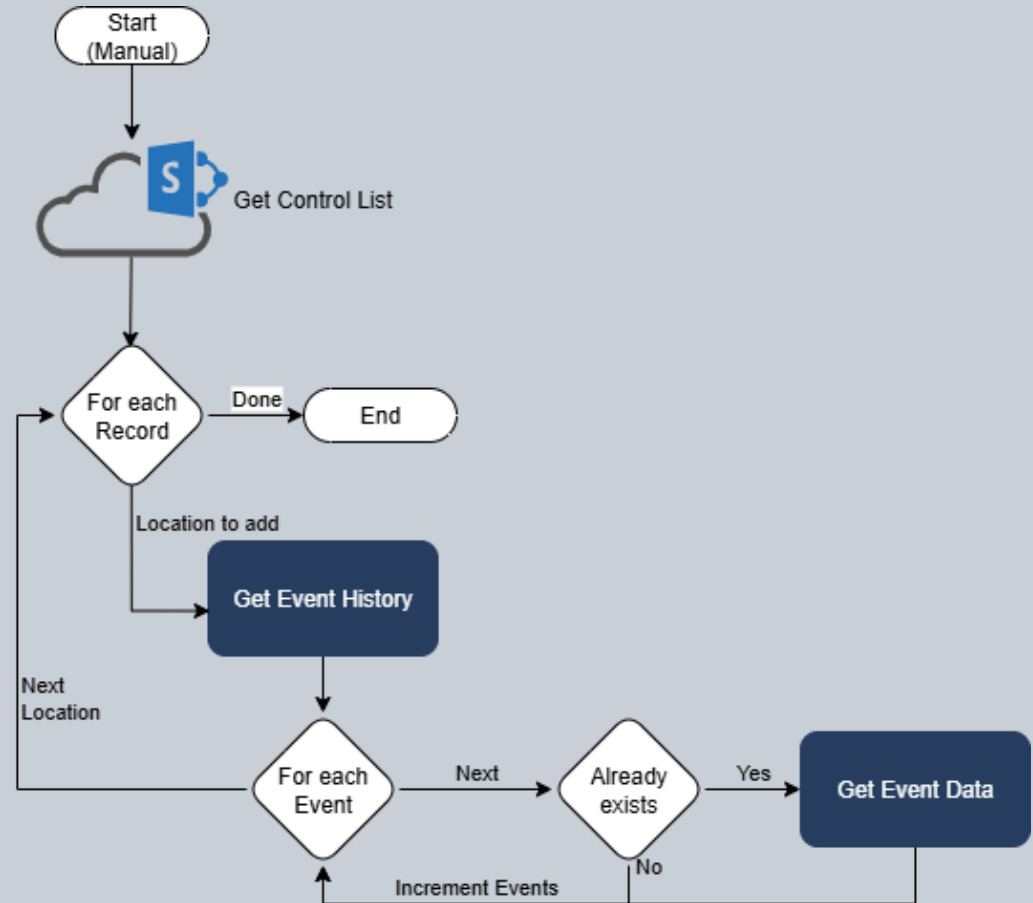 Start
(Manual)
S
Get Control List
For each
Record
Done
End
Location to add
Get Event History
Next
Location
For each
Event
Next
Already
exists
Yes
Get Event Data
No
Increment Events